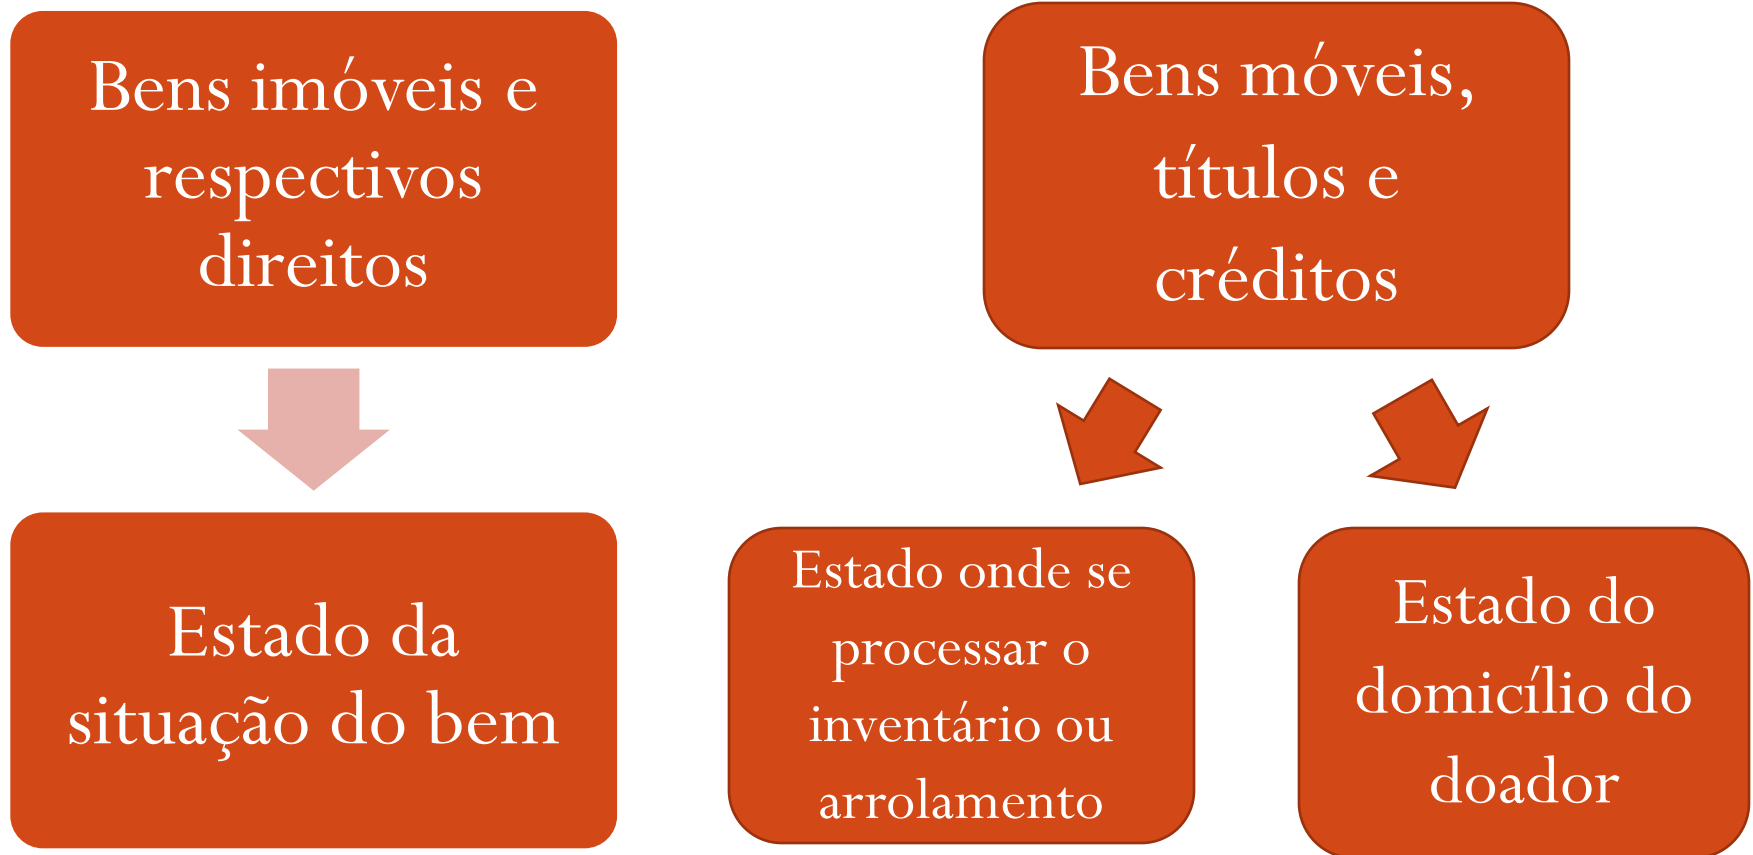 Bens imóveis e
respectivos
direitos
Estado da
situação do bem
Bens móveis,
títulos e
créditos
Estado onde se
processar o
inventário ou
arrolamento
Estado do
domicílio do
doador